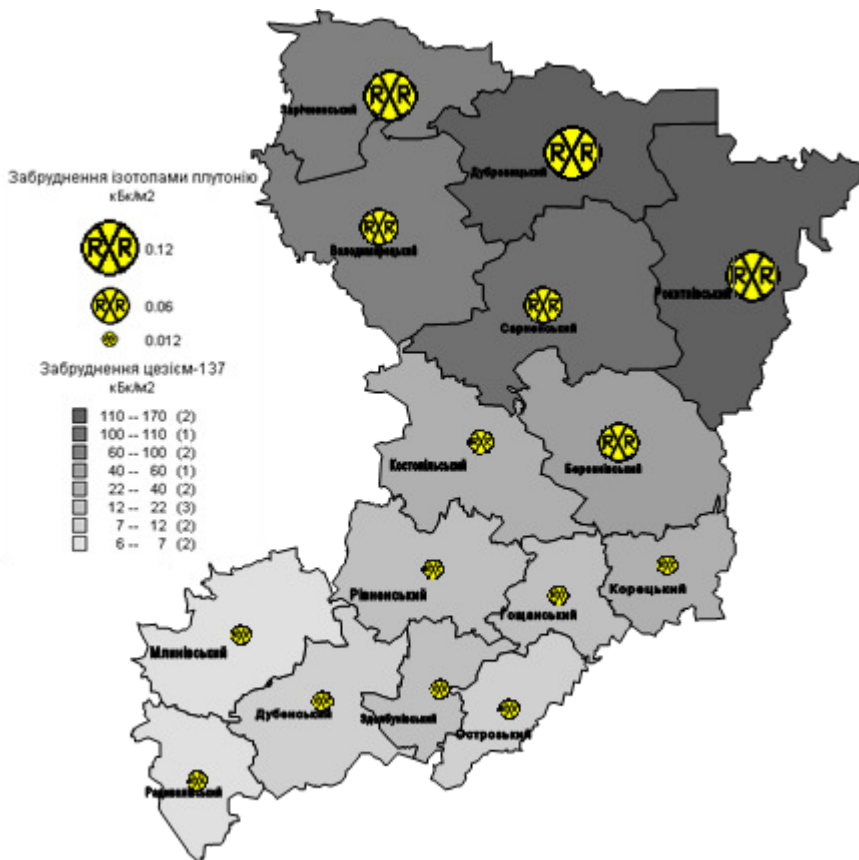 Зарічненський
Дубровицький
Забруднення ізотопами плутонію
кБк/м2
0.12
0.06
0.012
Володимирецький
Рокитнівський
Сарненський
Забруднення цезієм-137
кБк/м2
110 -- 170 (2)
100 -- 110 (1)
60 -- 100 (2)
40 -- 60 (1)
22 -- 40 (2)
12 -- 22 (3)
7 -- 12 (2)
6 -- 7 (2)
Костопільський
Березнівський
Рівненський
Гощанський
Корецький
Млинівський
Дубенський
Здолбунівський
Острозький
Радивилівський